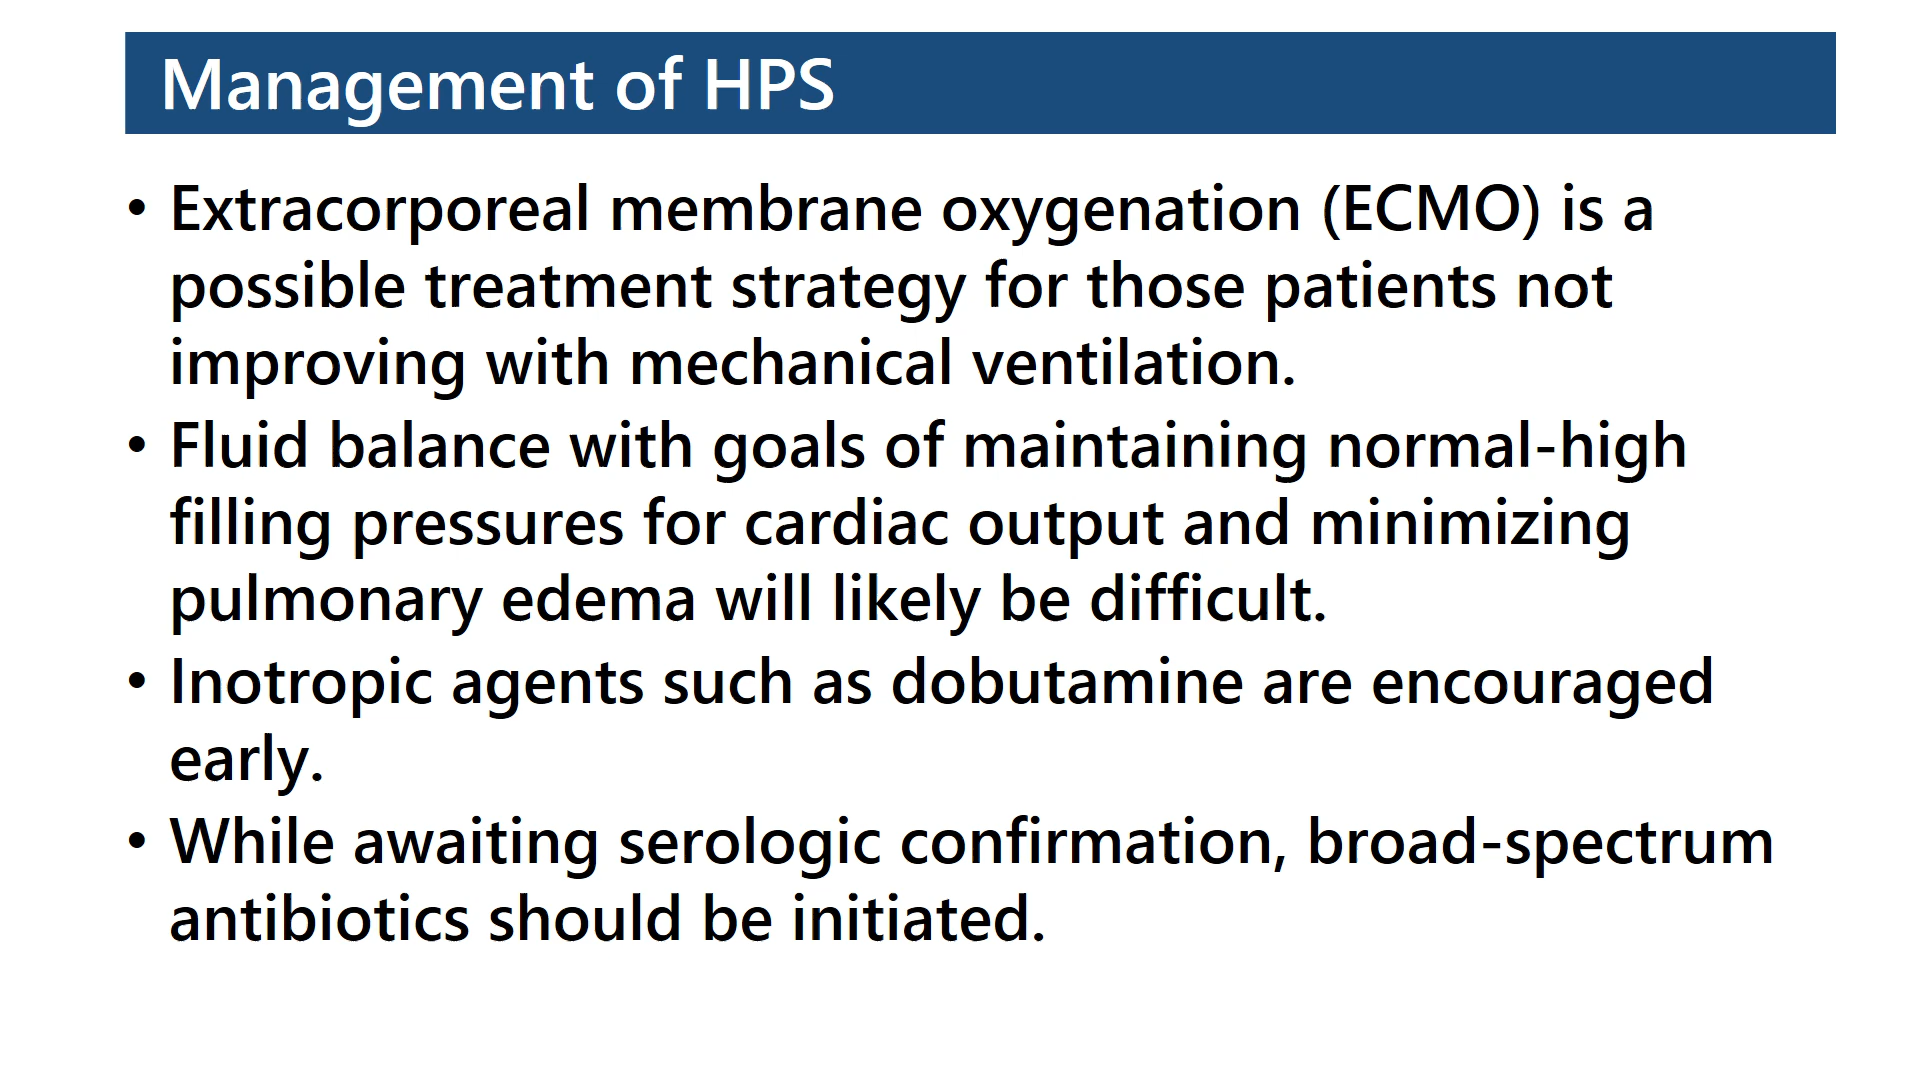 Management of HPS
• Extracorporeal membrane oxygenation (ECMO) is a
possible treatment strategy for those patients not
improving with mechanical ventilation.
• Fluid balance with goals of maintaining normal-high
filling pressures for cardiac output and minimizing
pulmonary edema will likely be difficult.
• Inotropic agents such as dobutamine are encouraged
early.
• While awaiting serologic confirmation, broad-spectrum
antibiotics should be initiated.